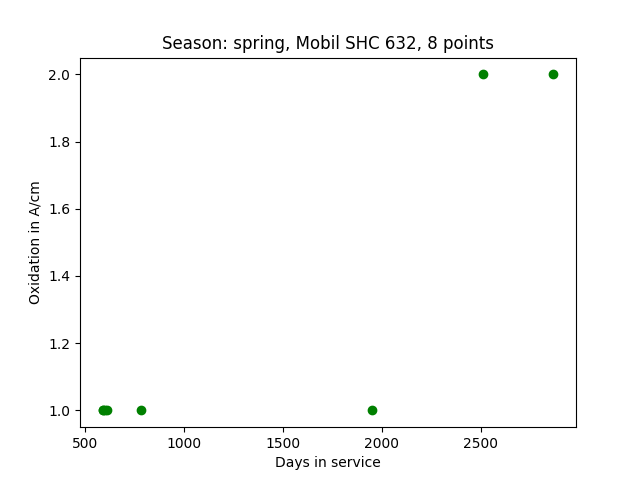 Season: spring, Mobil SHC 632, 8 points
2.0
1.8
1.6
1.4
1.2
1.0
Oxidation in A/cm
500 1000 1500 2000 2500
Days in service